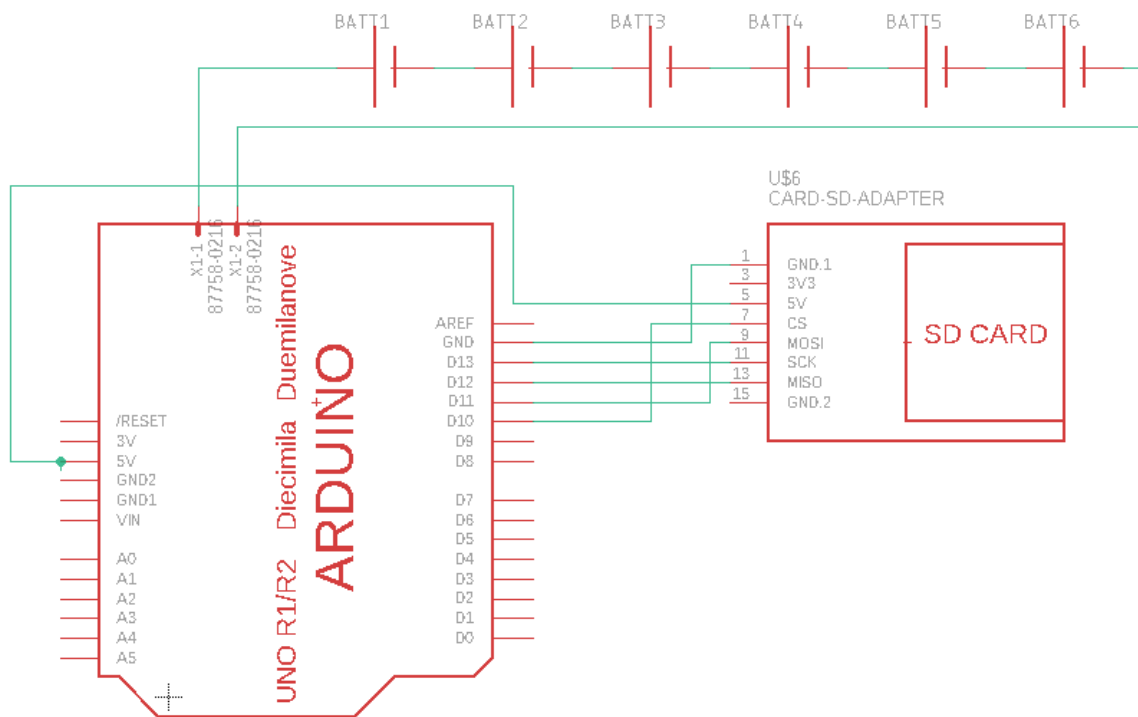 BATT1 BATT2 BATT3 BATT4 BATT5 BATT6
U$6
CARD-SD-ADAPTER
X1-1
87758-0216
X1-2
87758-0216
1 GND.1
3 3V3
5 5V
7 CS
9 MOSI
11 SCK
13 MISO
15 GND.2
SD CARD
UNO R1/R2 Diecimila Duemilanove
ARDUINO
/RESET
3V
5V
GND2
GND1
VIN
A0
A1
A2
A3
A4
A5
AREF
GND
D13
D12
D11
D10
D9
D8
D7
D6
D5
D4
D3
D2
D1
D0